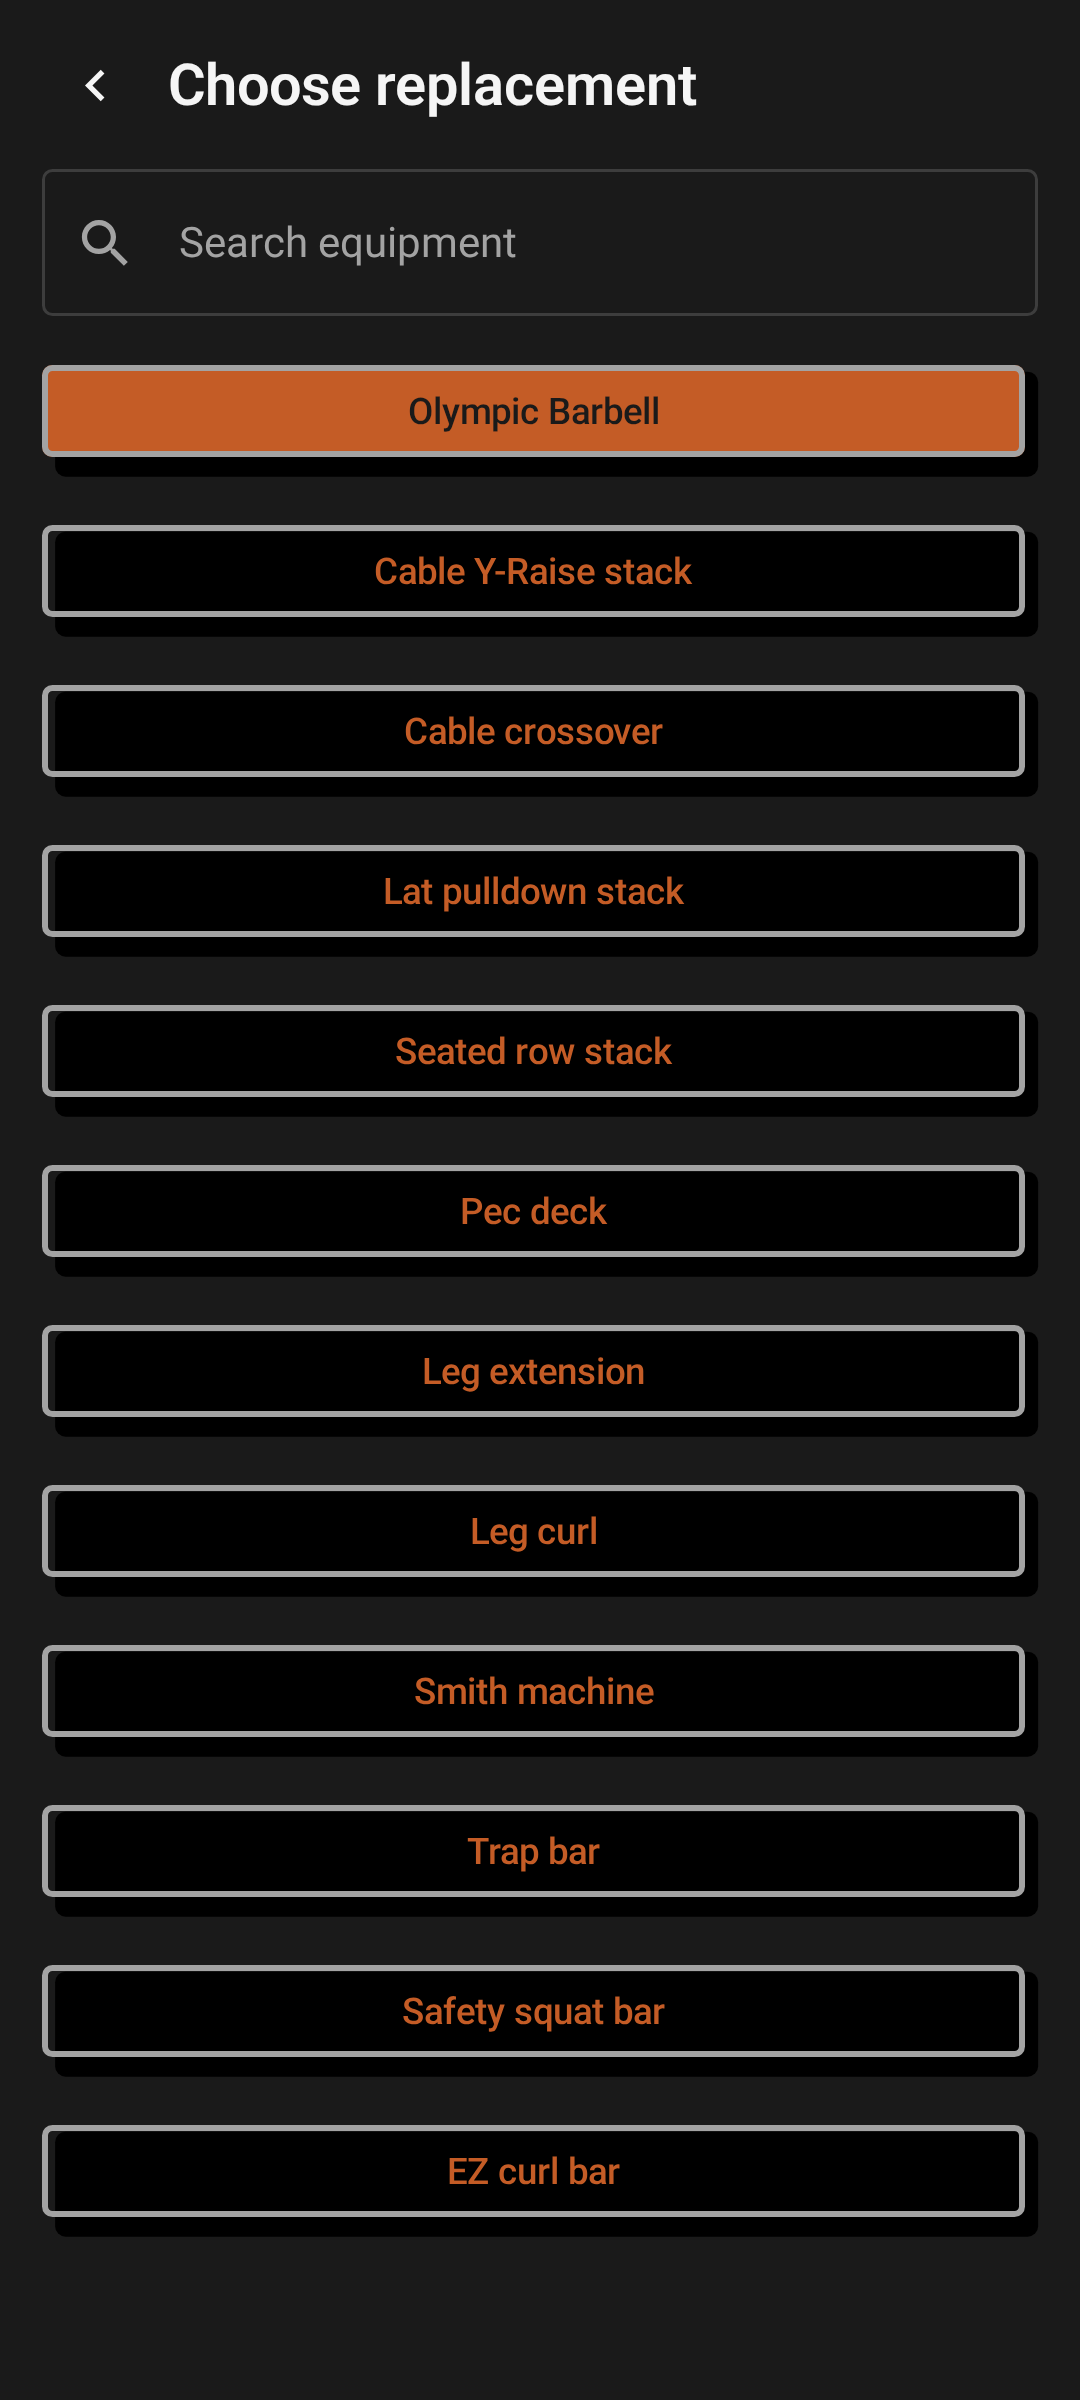 Choose replacement
Search equipment
Olympic Barbell
Cable Y-Raise stack
Cable crossover
Lat pulldown stack
Seated row stack
Pec deck
Leg extension
Leg curl
Smith machine
Trap bar
Safety squat bar
EZ curl bar